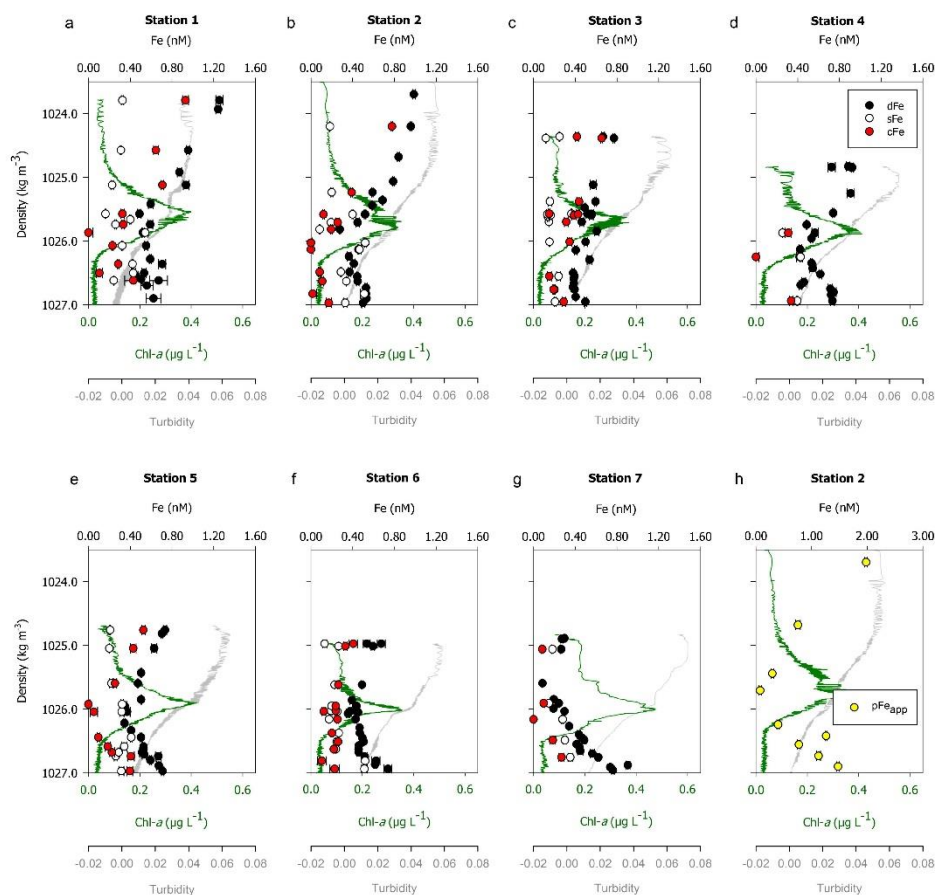 a Station 1 b Station 2 c Station 3 d Station 4
Fe (nM) Fe (nM) Fe (nM) Fe (nM)
0.00 0.40 0.80 1.20 1.60 0.00 0.40 0.80 1.20 1.60 0.00 0.40 0.80 1.20 1.60 0.00 0.40 0.80 1.20 1.60
dFe
sFe
cFe
Density (kg m⁻³)
1024.0
1025.0
1026.0
1027.0
0.0 0.2 0.4 0.6 0.0 0.2 0.4 0.6 0.0 0.2 0.4 0.6 0.0 0.2 0.4 0.6
Chl-a (µg L⁻¹) Chl-a (µg L⁻¹) Chl-a (µg L⁻¹) Chl-a (µg L⁻¹)
-0.02 0.00 0.02 0.04 0.06 0.08 -0.02 0.00 0.02 0.04 0.06 0.08 -0.02 0.00 0.02 0.04 0.06 0.08 -0.02 0.00 0.02 0.04 0.06 0.08
Turbidity Turbidity Turbidity Turbidity
e Station 5 f Station 6 g Station 7 h Station 2
Fe (nM) Fe (nM) Fe (nM) Fe (nM)
0.00 0.40 0.80 1.20 1.60 0.00 0.40 0.80 1.20 1.60 0.00 0.40 0.80 1.20 1.60 0.00 1.00 2.00 3.00
Density (kg m⁻³)
1024.0
1025.0
1026.0
1027.0
pFeapp
0.0 0.2 0.4 0.6 0.0 0.2 0.4 0.6 0.0 0.2 0.4 0.6 0.0 0.2 0.4 0.6
Chl-a (µg L⁻¹) Chl-a (µg L⁻¹) Chl-a (µg L⁻¹) Chl-a (µg L⁻¹)
-0.02 0.00 0.02 0.04 0.06 0.08 -0.02 0.00 0.02 0.04 0.06 0.08 -0.02 0.00 0.02 0.04 0.06 0.08 -0.02 0.00 0.02 0.04 0.06 0.08
Turbidity Turbidity Turbidity Turbidity